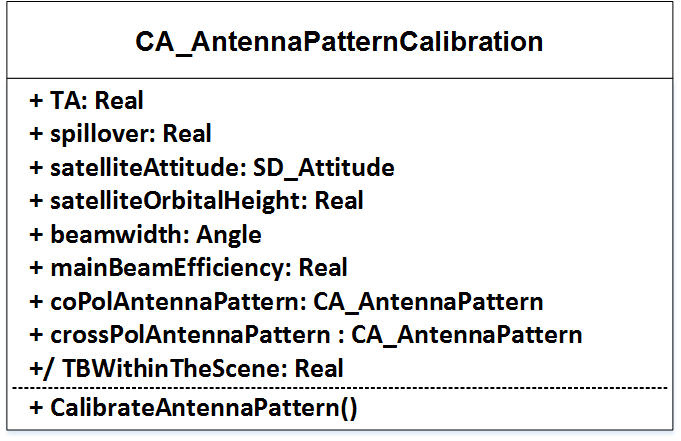 CA_AntennaPatternCalibration
+ TA: Real
+ spillover: Real
+ satelliteAttitude: SD_Attitude
+ satelliteOrbitalHeight: Real
+ beamwidth: Angle
+ mainBeamEfficiency: Real
+ coPolAntennaPattern: CA_AntennaPattern
+ crossPolAntennaPattern : CA_AntennaPattern
+/ TBWithinTheScene: Real
+ CalibrateAntennaPattern()